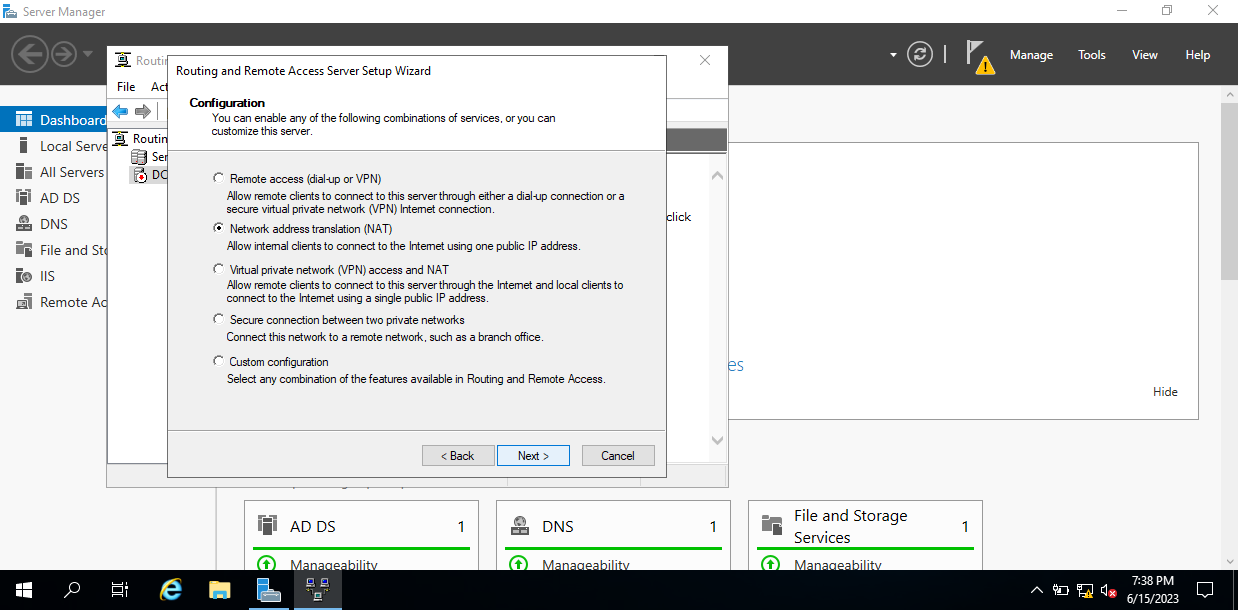 Server Manager
Manage
Tools
View
Help
Dashboard
Local Serve
All Servers
AD DS
DNS
File and Sto
IIS
Remote Ac
Routin
File
Act
Routin
Ser
DC
Routing and Remote Access Server Setup Wizard
Configuration
You can enable any of the following combinations of services, or you can
customize this server.
Remote access (dial-up or VPN)
Allow remote clients to connect to this server through either a dial-up connection or a
secure virtual private network (VPN) Internet connection.
Network address translation (NAT)
Allow internal clients to connect to the Internet using one public IP address.
Virtual private network (VPN) access and NAT
Allow remote clients to connect to this server through the Internet and local clients to
connect to the Internet using a single public IP address.
Secure connection between two private networks
Connect this network to a remote network, such as a branch office.
Custom configuration
Select any combination of the features available in Routing and Remote Access.
< Back
Next >
Cancel
click
es
Hide
AD DS 1
Manageability
DNS 1
Manageability
File and Storage
Services 1
Manageability
7:38 PM
6/15/2023